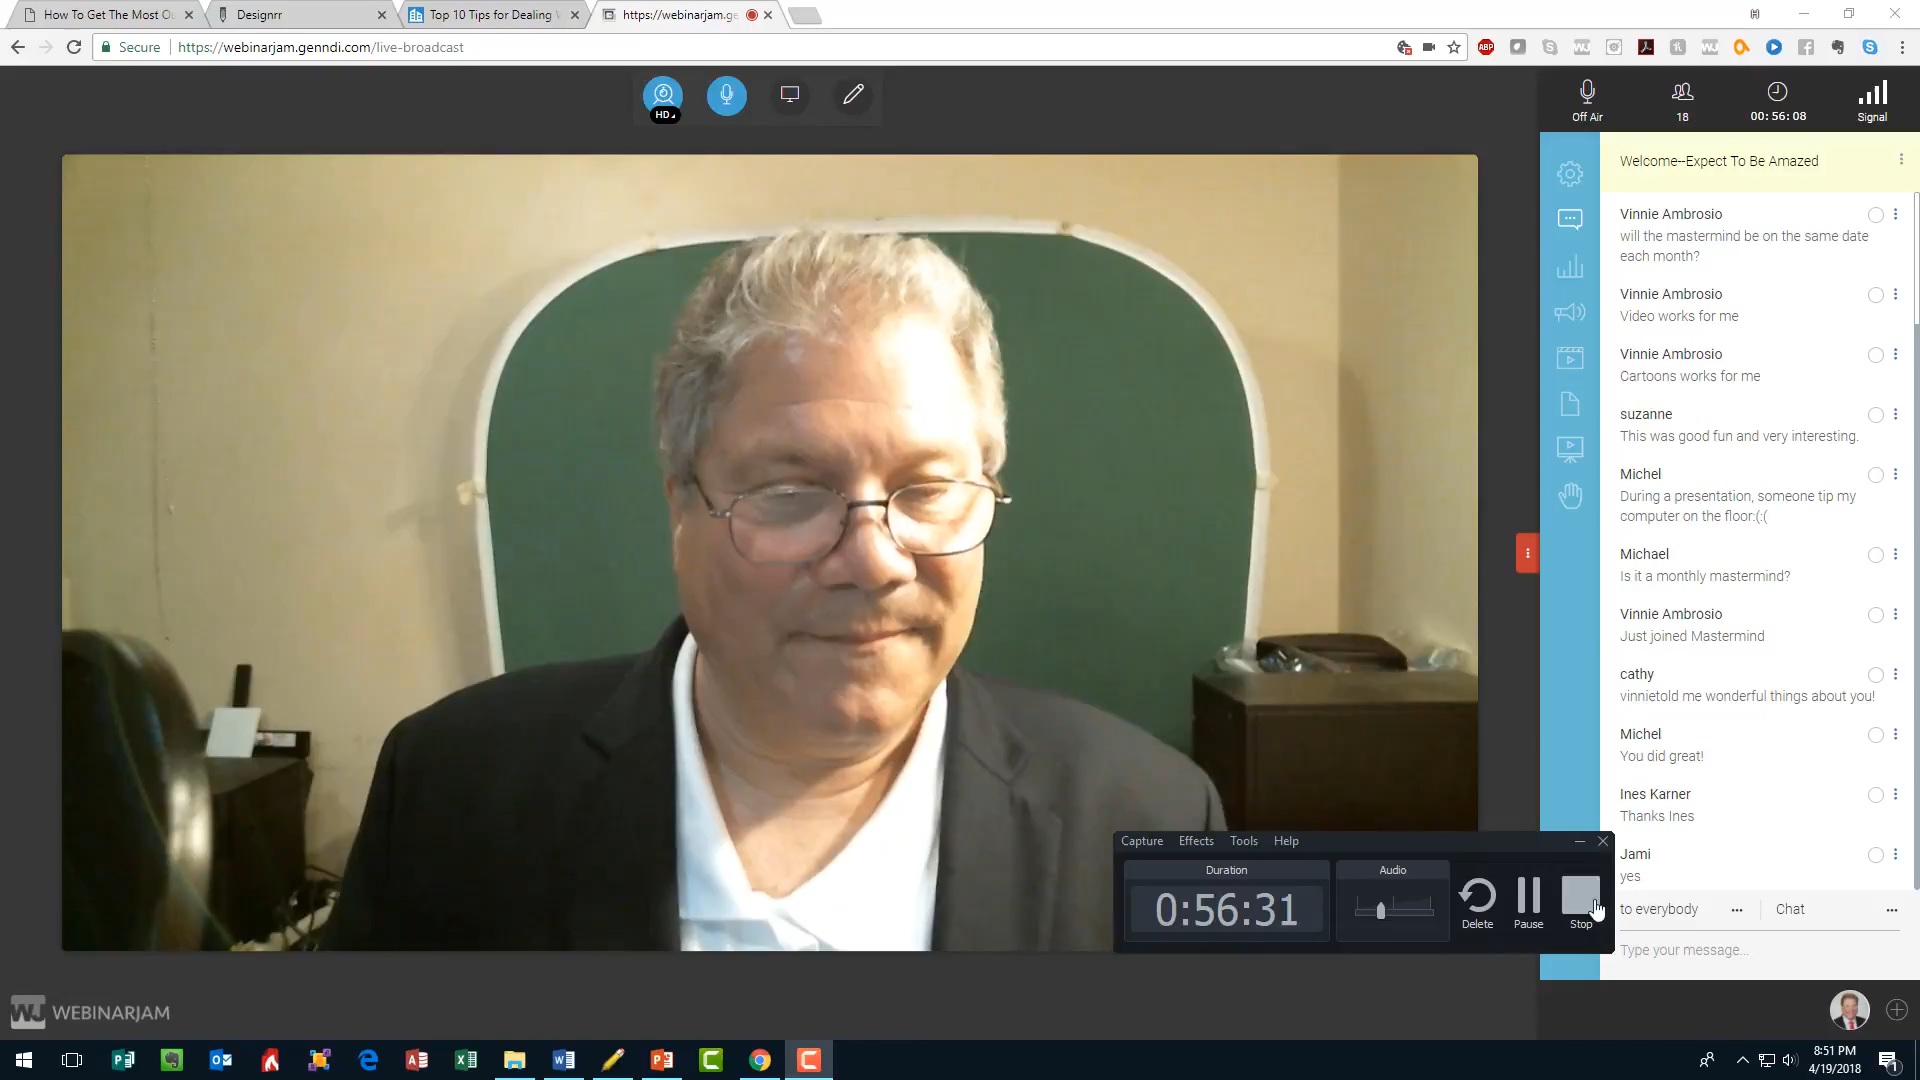 How To Get The Most Ou
Designrr
Top 10 Tips for Dealing W
https://webinarjam.ge
Secure
https://webinarjam.genndi.com/live-broadcast
ABP
HD
Off Air
18
00:56:08
Signal
Welcome--Expect To Be Amazed
Vinnie Ambrosio
will the mastermind be on the same date
each month?
Vinnie Ambrosio
Video works for me
Vinnie Ambrosio
Cartoons works for me
suzanne
This was good fun and very interesting.
Michel
During a presentation, someone tip my
computer on the floor:(:(
Michael
Is it a monthly mastermind?
Vinnie Ambrosio
Just joined Mastermind
cathy
vinnietold me wonderful things about you!
Michel
You did great!
Ines Karner
Thanks Ines
Jami
yes
to everybody
Chat
Type your message...
Capture Effects Tools Help
Duration
Audio
0:56:31
Delete
Pause
Stop
WJ WEBINARJAM
8:51 PM
4/19/2018